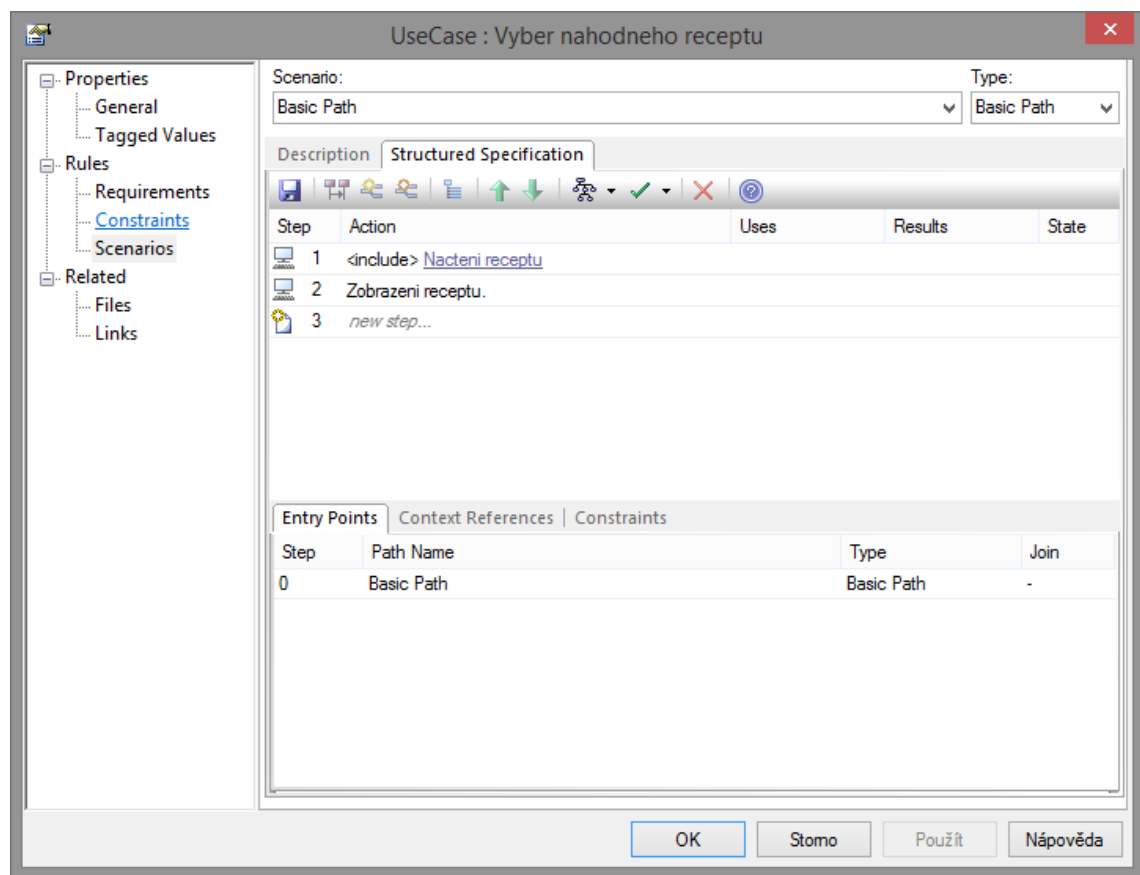 UseCase : Vyber nahodneho receptu
Properties
General
Tagged Values
Rules
Requirements
Constraints
Scenarios
Related
Files
Links
Scenario: Type:
Basic Path Basic Path
Description Structured Specification
Step Action Uses Results State
1 <include> Nacteni receptu
2 Zobrazeni receptu.
3 new step...
Entry Points Context References Constraints
Step Path Name Type Join
0 Basic Path Basic Path -
OK Storno Použít Nápověda